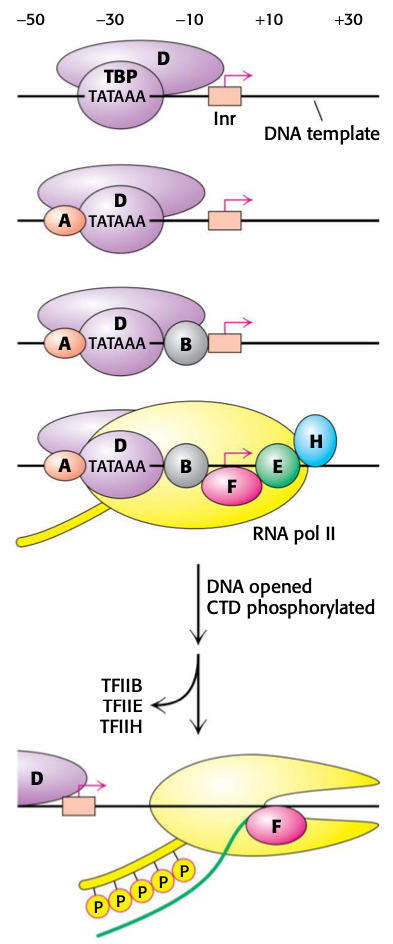 −50 −30 −10 +10 +30
D
TBP
TATAAA
Inr
DNA template
D
A TATAAA
D
A TATAAA B
D
H
A TATAAA B E
F
RNA pol II
DNA opened
CTD phosphorylated
TFIIB
TFIIE
TFIIH
D
F
P P P P P